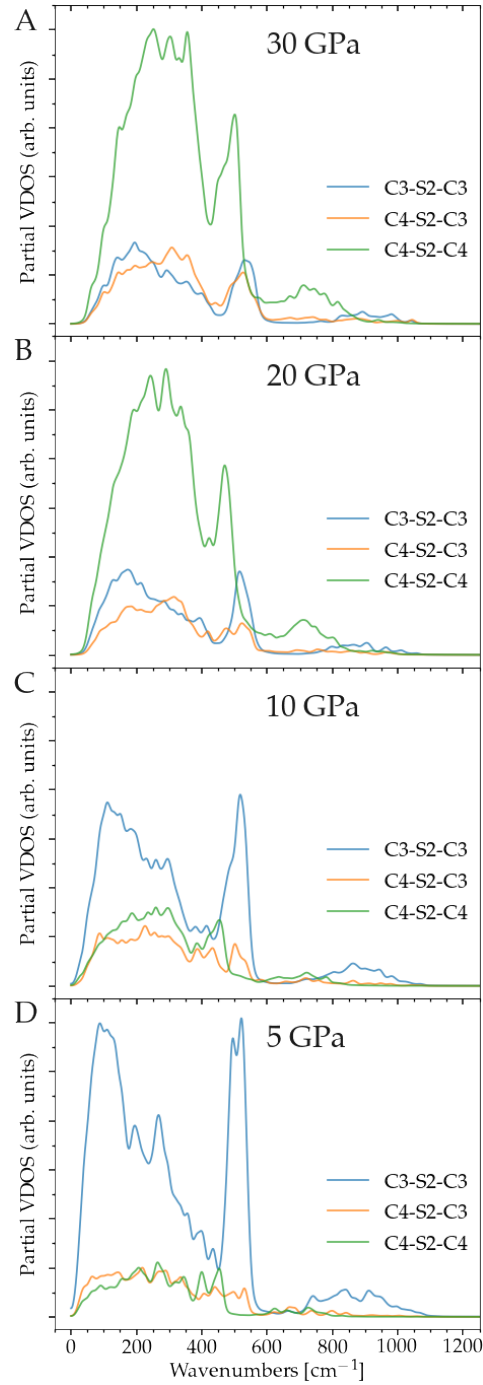 A
30 GPa
Partial VDOS (arb. units)
C3-S2-C3
C4-S2-C3
C4-S2-C4
B
20 GPa
Partial VDOS (arb. units)
C3-S2-C3
C4-S2-C3
C4-S2-C4
C
10 GPa
Partial VDOS (arb. units)
C3-S2-C3
C4-S2-C3
C4-S2-C4
D
5 GPa
Partial VDOS (arb. units)
C3-S2-C3
C4-S2-C3
C4-S2-C4
0 200 400 600 800 1000 1200
Wavenumbers [cm⁻¹]